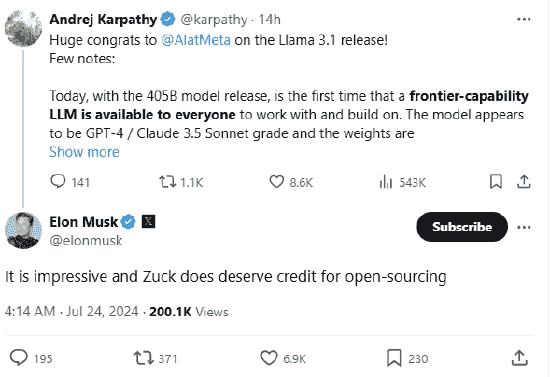 Andrej Karpathy @karpathy · 14h
Huge congrats to @AIatMeta on the Llama 3.1 release!
Few notes:
Today, with the 405B model release, is the first time that a frontier-capability
LLM is available to everyone to work with and build on. The model appears
to be GPT-4 / Claude 3.5 Sonnet grade and the weights are
Show more
141 1.1K 8.6K 543K
Elon Musk X
Subscribe
@elonmusk
It is impressive and Zuck does deserve credit for open-sourcing
4:14 AM · Jul 24, 2024 · 200.1K Views
195 371 6.9K 230